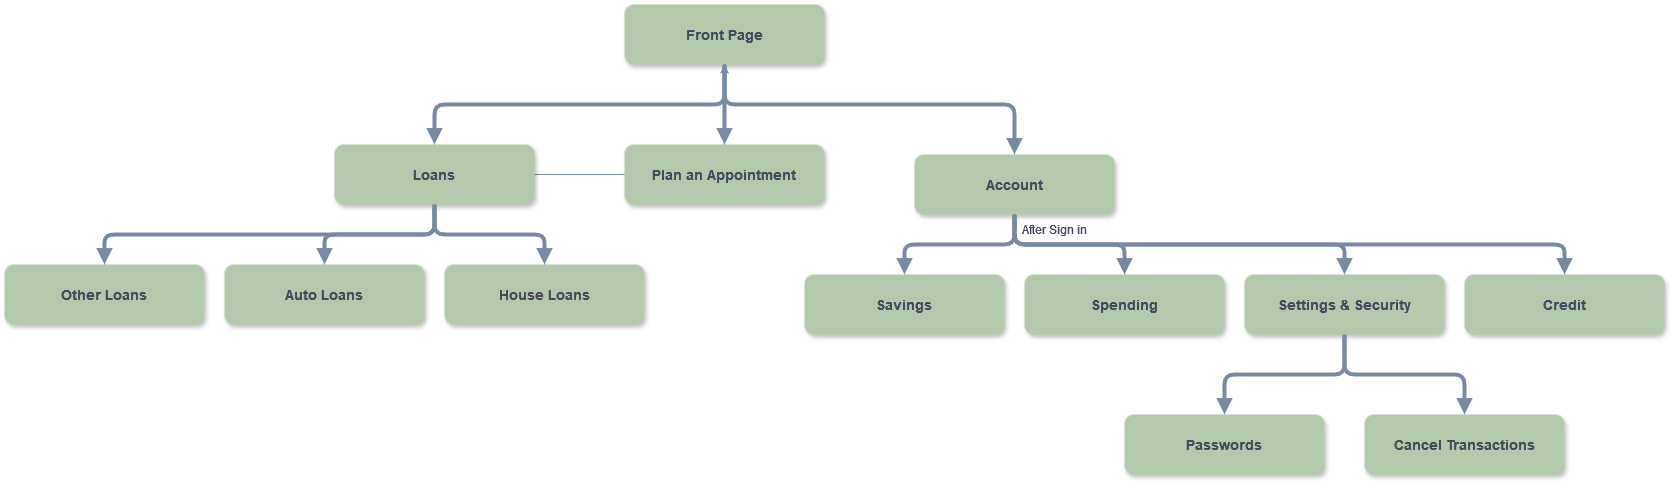 Front Page
Loans
Plan an Appointment
Account
After Sign in
Other Loans
Auto Loans
House Loans
Savings
Spending
Settings & Security
Credit
Passwords
Cancel Transactions